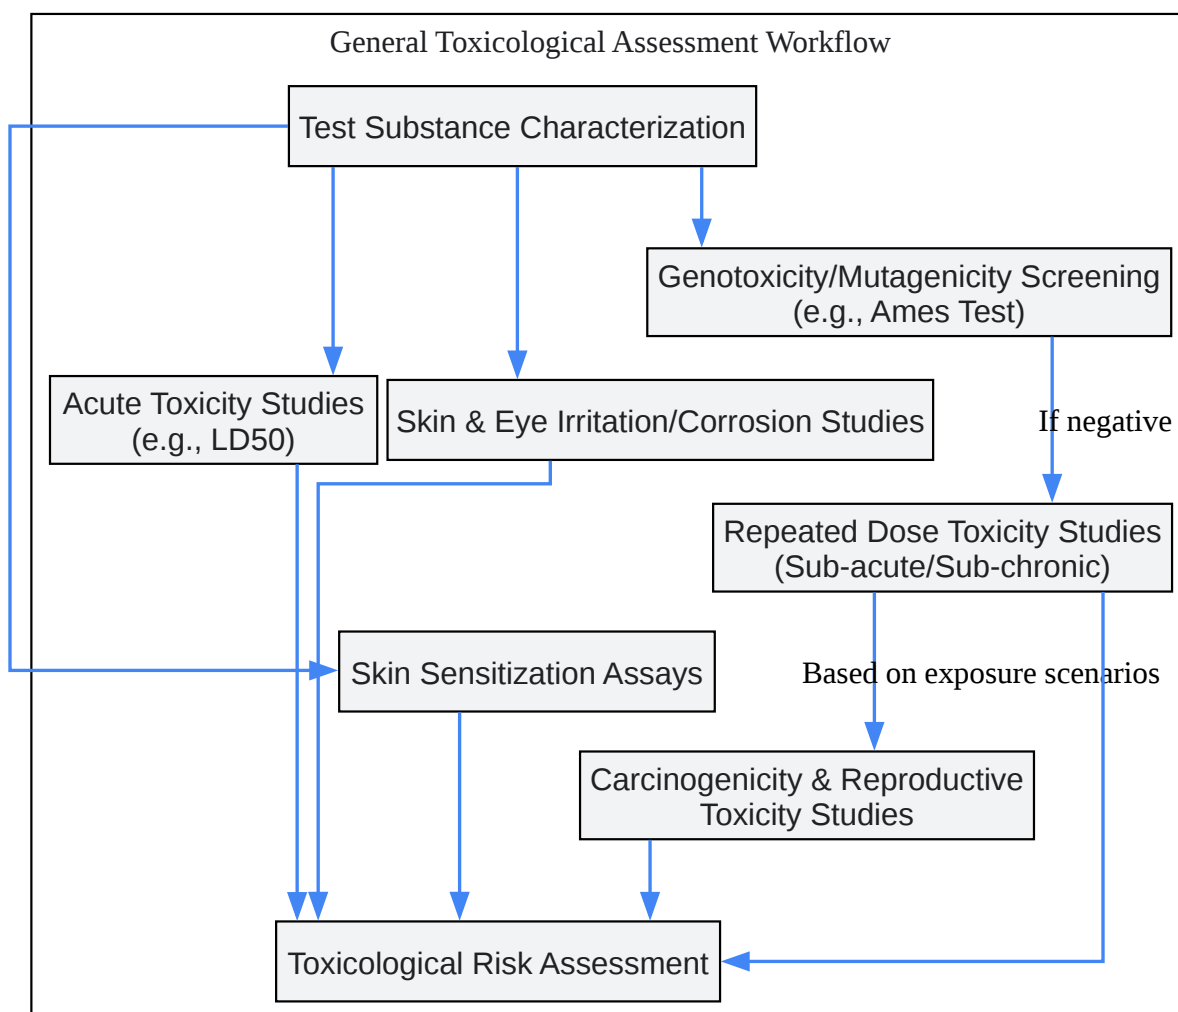 General Toxicological Assessment Workflow
Test Substance Characterization
Genotoxicity/Mutagenicity Screening
(e.g., Ames Test)
Acute Toxicity Studies
(e.g., LD50)
Skin & Eye Irritation/Corrosion Studies
If negative
Repeated Dose Toxicity Studies
(Sub-acute/Sub-chronic)
Skin Sensitization Assays
Based on exposure scenarios
Carcinogenicity & Reproductive
Toxicity Studies
Toxicological Risk Assessment